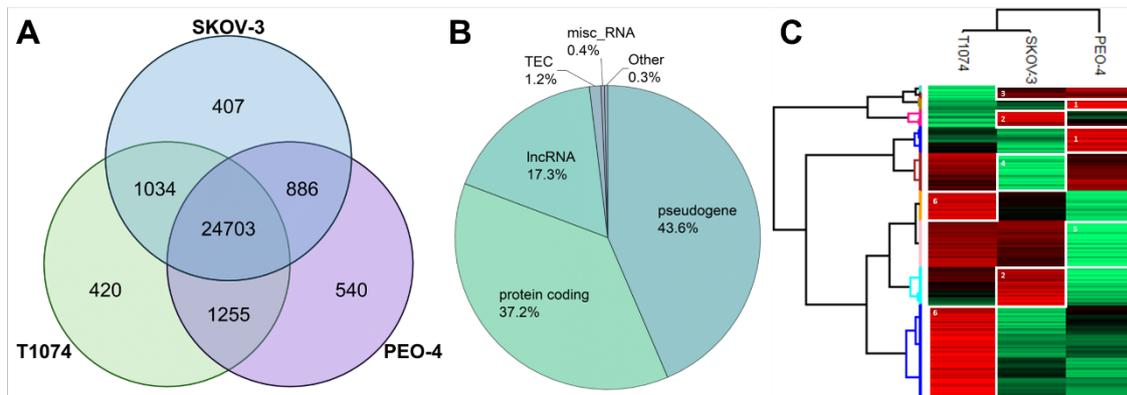 A
SKOV-3
407
1034
886
24703
420
1255
540
T1074
PEO-4
B
misc_RNA
0.4%
TEC
1.2%
Other
0.3%
lncRNA
17.3%
pseudogene
43.6%
protein coding
37.2%
C
T1074
SKOV-3
PEO-4
3
1
2
1
4
6
5
2
6